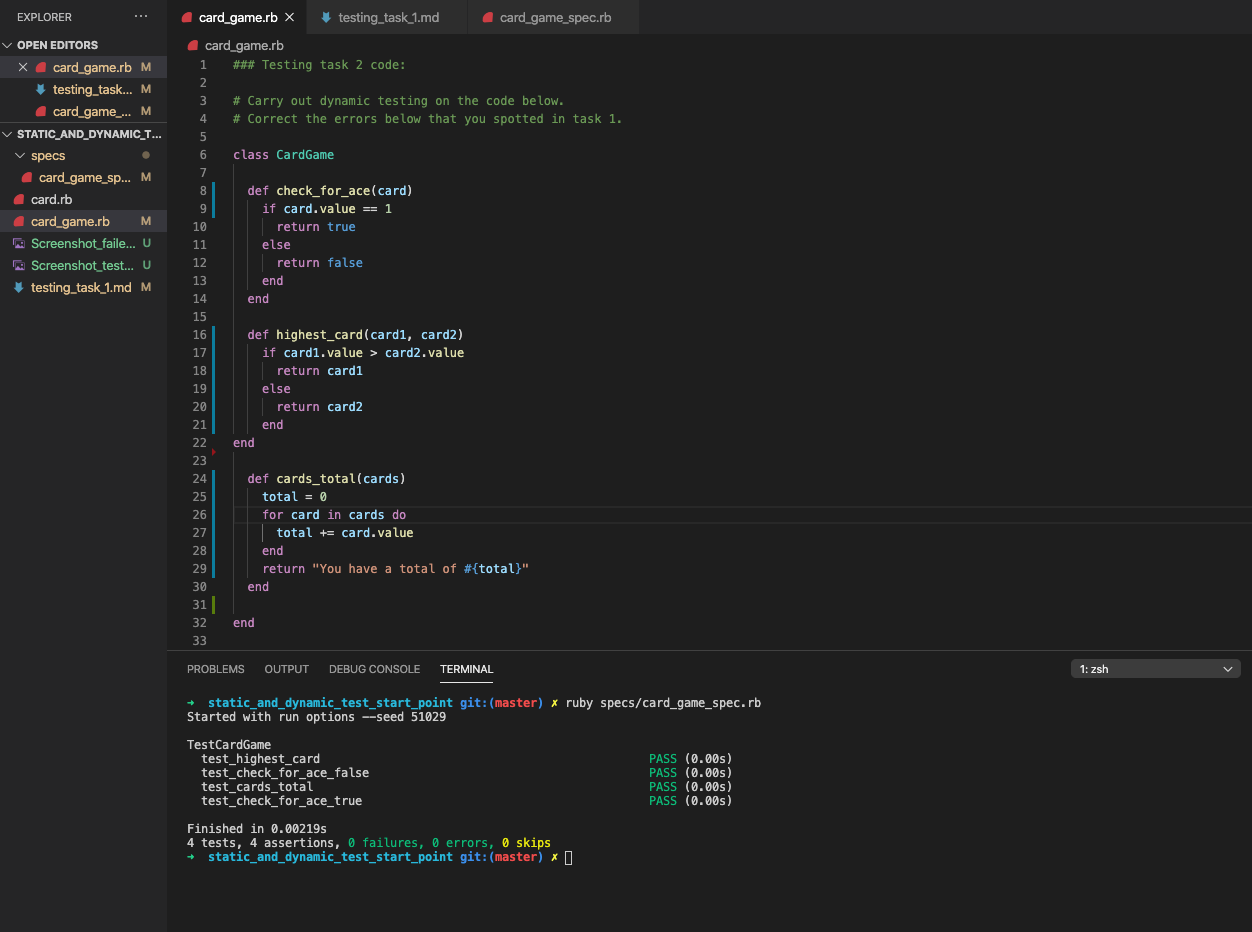 EXPLORER ...
OPEN EDITORS
card_game.rb M
testing_task... M
card_game_... M
STATIC_AND_DYNAMIC_T...
specs
card_game_sp... M
card.rb
card_game.rb M
Screenshot_faile... U
Screenshot_test... U
testing_task_1.md M
card_game.rb testing_task_1.md card_game_spec.rb
card_game.rb
1 ### Testing task 2 code:
2
3 # Carry out dynamic testing on the code below.
4 # Correct the errors below that you spotted in task 1.
5
6 class CardGame
7
8 def check_for_ace(card)
9 if card.value == 1
10 return true
11 else
12 return false
13 end
14 end
15
16 def highest_card(card1, card2)
17 if card1.value > card2.value
18 return card1
19 else
20 return card2
21 end
22 end
23
24 def cards_total(cards)
25 total = 0
26 for card in cards do
27 total += card.value
28 end
29 return "You have a total of #{total}"
30 end
31
32 end
33
PROBLEMS OUTPUT DEBUG CONSOLE TERMINAL 1: zsh
➜ static_and_dynamic_test_start_point git:(master) ✗ ruby specs/card_game_spec.rb
Started with run options --seed 51029
TestCardGame
test_highest_card PASS (0.00s)
test_check_for_ace_false PASS (0.00s)
test_cards_total PASS (0.00s)
test_check_for_ace_true PASS (0.00s)
Finished in 0.00219s
4 tests, 4 assertions, 0 failures, 0 errors, 0 skips
➜ static_and_dynamic_test_start_point git:(master) ✗